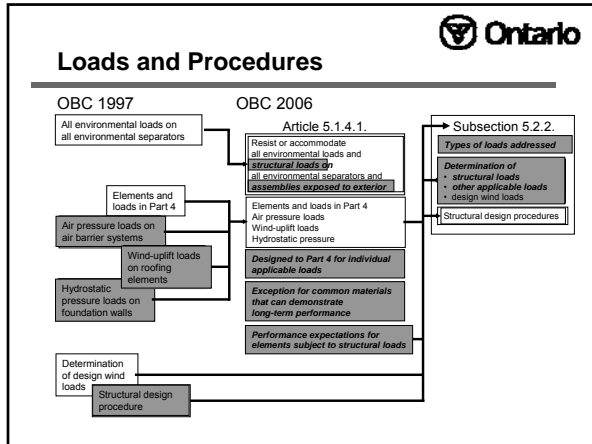 Ontario
Loads and Procedures
OBC 1997
OBC 2006
All environmental loads on
all environmental separators
Elements and
loads in Part 4
Air pressure loads on
air barrier systems
Wind-uplift loads
on roofing
elements
Hydrostatic
pressure loads on
foundation walls
Determination
of design wind
loads
Structural design
procedure
Article 5.1.4.1.
Resist or accommodate
all environmental loads and
structural loads on
all environmental separators and
assemblies exposed to exterior
Elements and loads in Part 4
Air pressure loads
Wind-uplift loads
Hydrostatic pressure
Designed to Part 4 for individual
applicable loads
Exception for common materials
that can demonstrate
long-term performance
Performance expectations for
elements subject to structural loads
Subsection 5.2.2.
Types of loads addressed
Determination of
• structural loads
• other applicable loads
• design wind loads
Structural design procedures